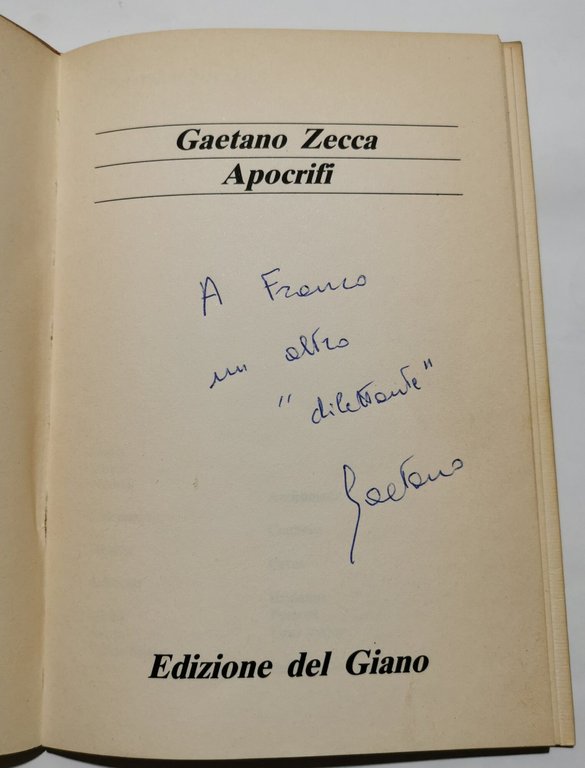 Gaetano Zecca
Apocrifi
A Franco
un altro
"dilettante"
Gaetano
Edizione del Giano